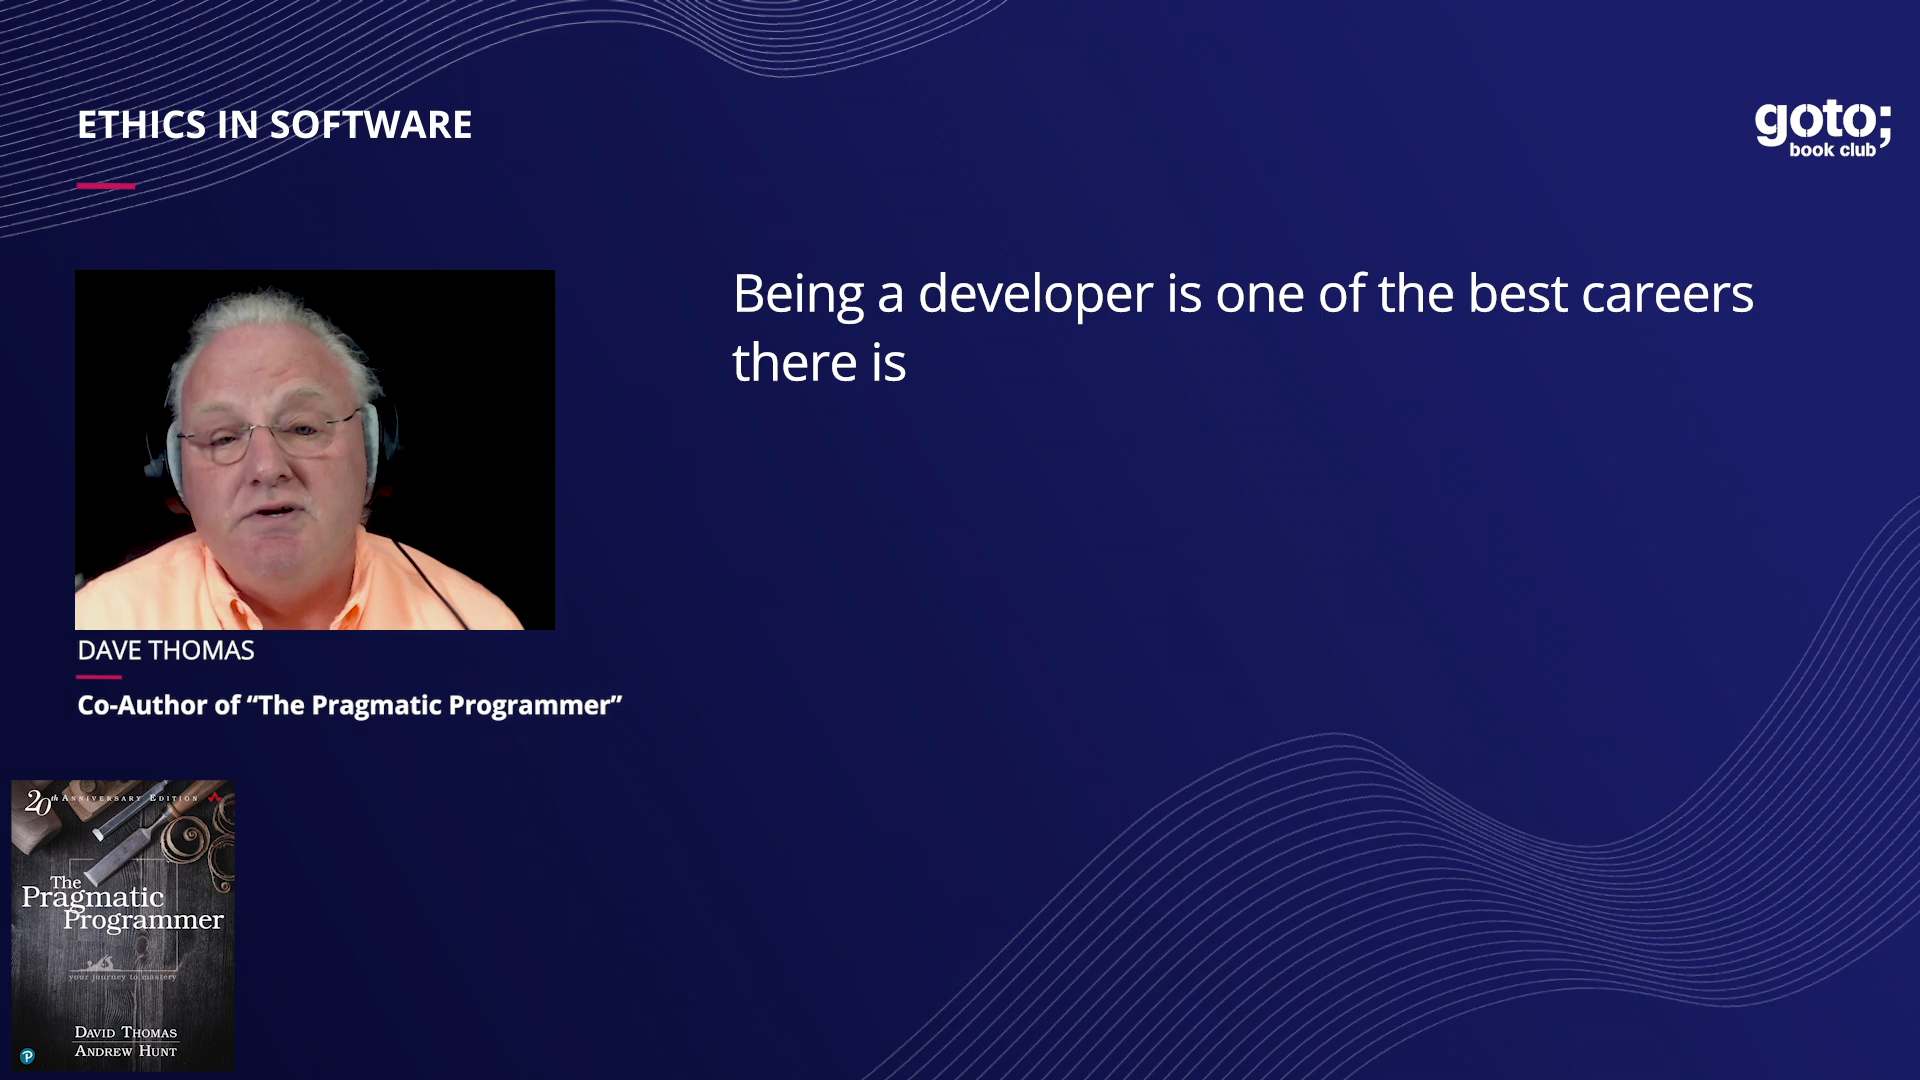 ETHICS IN SOFTWARE
goto;
book club
Being a developer is one of the best careers
there is
DAVE THOMAS
Co-Author of “The Pragmatic Programmer”
20th ANNIVERSARY EDITION
The
Pragmatic
Programmer
your journey to mastery
DAVID THOMAS
ANDREW HUNT
P